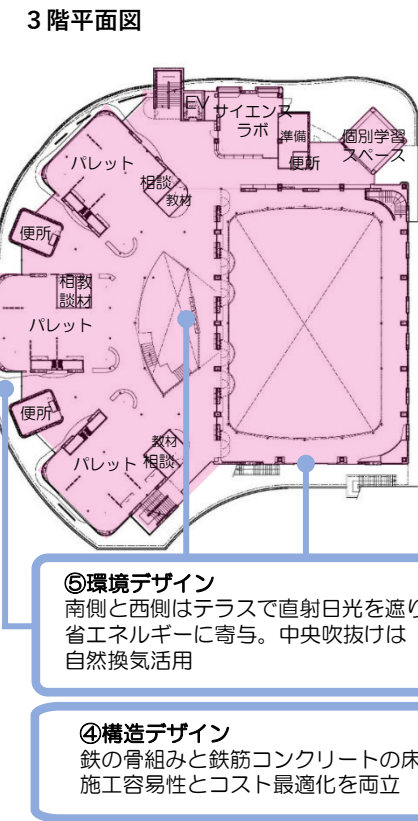 ３階平面図
EV
サイエンス
ラボ
準備
便所
個別学習
スペース
パレット
相談
教材
便所
相教
談材
パレット
便所
教材
パレット 相談
⑤環境デザイン
南側と西側はテラスで直射日光を遮り
省エネルギーに寄与。中央吹抜けは
自然換気活用
④構造デザイン
鉄の骨組みと鉄筋コンクリートの床
施工容易性とコスト最適化を両立